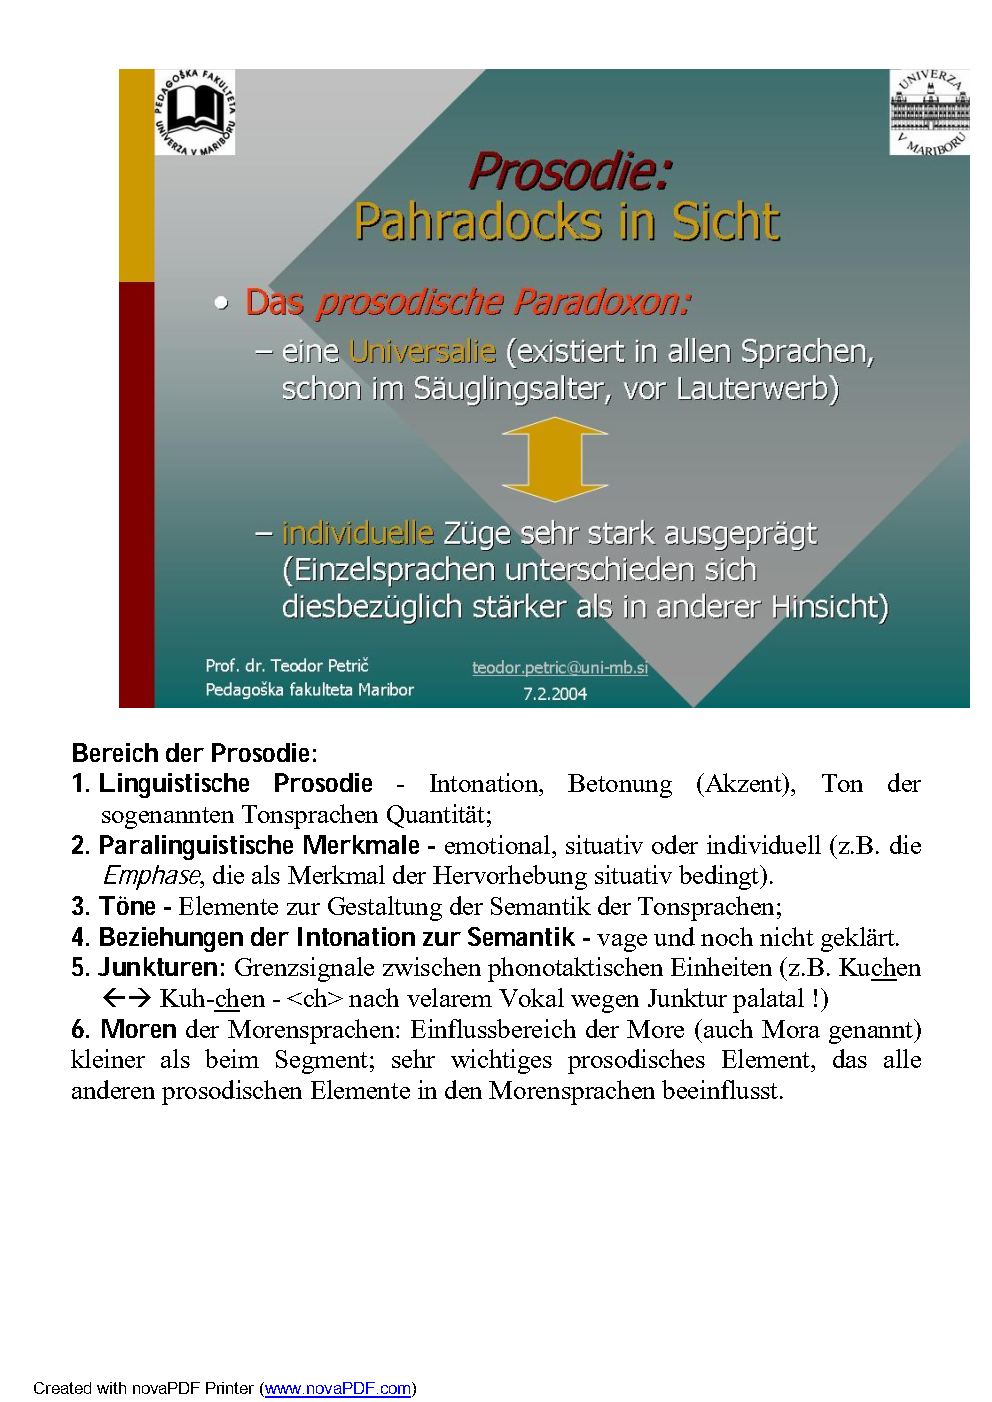 PEDAGOŠKA FAKULTETA
UNIVERZA V MARIBORU
UNIVERZA
V MARIBORU
Prosodie:
Pahradocks in Sicht
• Das prosodische Paradoxon:
– eine Universalie (existiert in allen Sprachen,
schon im Säuglingsalter, vor Lauterwerb)
– individuelle Züge sehr stark ausgeprägt
(Einzelsprachen unterschieden sich
diesbezüglich stärker als in anderer Hinsicht)
Prof. dr. Teodor Petrič
Pedagoška fakulteta Maribor
teodor.petric@uni-mb.si
7.2.2004
Bereich der Prosodie:
1. Linguistische Prosodie - Intonation, Betonung (Akzent), Ton der
sogenannten Tonsprachen Quantität;
2. Paralinguistische Merkmale - emotional, situativ oder individuell (z.B. die
Emphase, die als Merkmal der Hervorhebung situativ bedingt).
3. Töne - Elemente zur Gestaltung der Semantik der Tonsprachen;
4. Beziehungen der Intonation zur Semantik - vage und noch nicht geklärt.
5. Junkturen: Grenzsignale zwischen phonotaktischen Einheiten (z.B. Kuchen
←→ Kuh-chen - <ch> nach velarem Vokal wegen Junktur palatal !)
6. Moren der Morensprachen: Einflussbereich der More (auch Mora genannt)
kleiner als beim Segment; sehr wichtiges prosodisches Element, das alle
anderen prosodischen Elemente in den Morensprachen beeinflusst.
Created with novaPDF Printer (www.novaPDF.com)